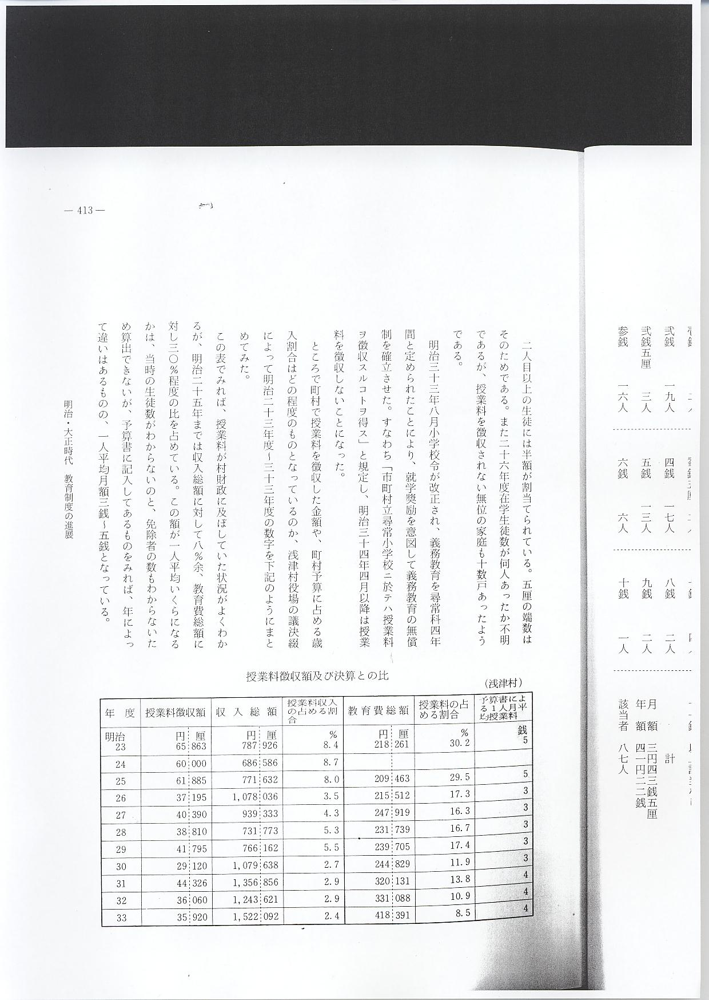 弐銭 一九人 四銭 一七人 八銭 二人 計
弐銭五厘 三人 五銭 一三人 九銭 二人 月額 三円四三銭五厘
年額 四一円二二銭
参銭 一六人 六銭 六人 十銭 一人 該当者 八七人
二人目以上の生徒には半額が割当てられている。五厘の端数は
そのためである。また二十六年度在学生徒数が何人あったか不明
であるが、授業料を徴収されない無位の家庭も十数戸あったよう
である。
明治三十三年八月小学校令が改正され、義務教育を尋常科四年
間と定められたことにより、就学奨励を意図して義務教育の無償
制を確立させた。すなわち「市町村立尋常小学校ニ於テハ授業料
ヲ徴収スルコトヲ得ス」と規定し、明治三十四年四月以降は授業
料を徴収しないことになった。
ところで町村で授業料を徴収した金額や、町村予算に占める歳
入割合はどの程度のものとなっているのか、浅津村役場の議決綴
によって明治二十三年度～三十三年度の数字を下記のようにまと
めてみた。
この表でみれば、授業料が村財政に及ぼしていた状況がよくわか
るが、明治二十五年までは収入総額に対して八％余、教育費総額に
対し三〇％程度の比を占めている。この額が一人平均いくらになる
かは、当時の生徒数がわからないのと、免除者の数もわからないた
め算出できないが、予算書に記入してあるものをみれば、年によっ
て違いはあるものの、一人平均月額三銭～五銭となっている。
授業料徴収額及び決算との比
（浅津村）
年度 授業料徴収額 収入総額 授業料収入の占める割合 教育費総額 授業料の占める割合 予算書による1人月平均授業料
明治 円 厘 円 厘 % 円 厘 % 銭
23 65 863 787 926 8.4 218 261 30.2 5
24 60 000 686 586 8.7
25 61 885 771 632 8.0 209 463 29.5 5
26 37 195 1,078 036 3.5 215 512 17.3 3
27 40 390 939 333 4.3 247 919 16.3 3
28 38 810 731 773 5.3 231 739 16.7 3
29 41 795 766 162 5.5 239 705 17.4 3
30 29 120 1,079 638 2.7 244 829 11.9 3
31 44 326 1,356 856 2.9 320 131 13.8 4
32 36 060 1,243 621 2.9 331 088 10.9 4
33 35 920 1,522 092 2.4 418 391 8.5 4
明治・大正時代 教育制度の進展
— 413 —